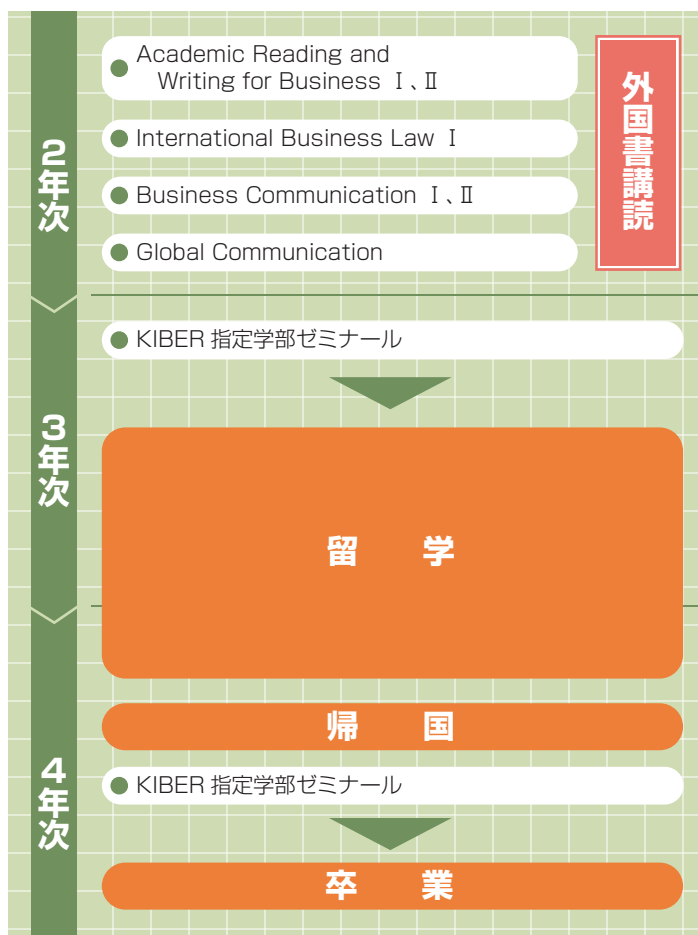 2年次
Academic Reading and
Writing for Business Ⅰ、Ⅱ
International Business Law Ⅰ
Business Communication Ⅰ、Ⅱ
Global Communication
外国書講読
3年次
KIBER 指定学部ゼミナール
留 学
4年次
帰 国
KIBER 指定学部ゼミナール
卒 業